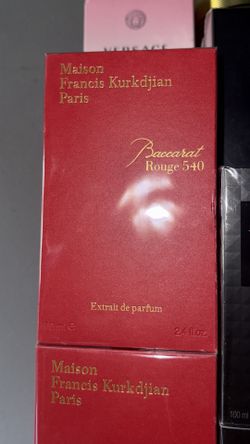 VERSACE
Maison
Francis Kurkdjian
Paris
Baccarat
Rouge 540
Extrait de parfum
2.4 fl.oz.
Maison
Francis Kurkdjian
Paris
100 ml